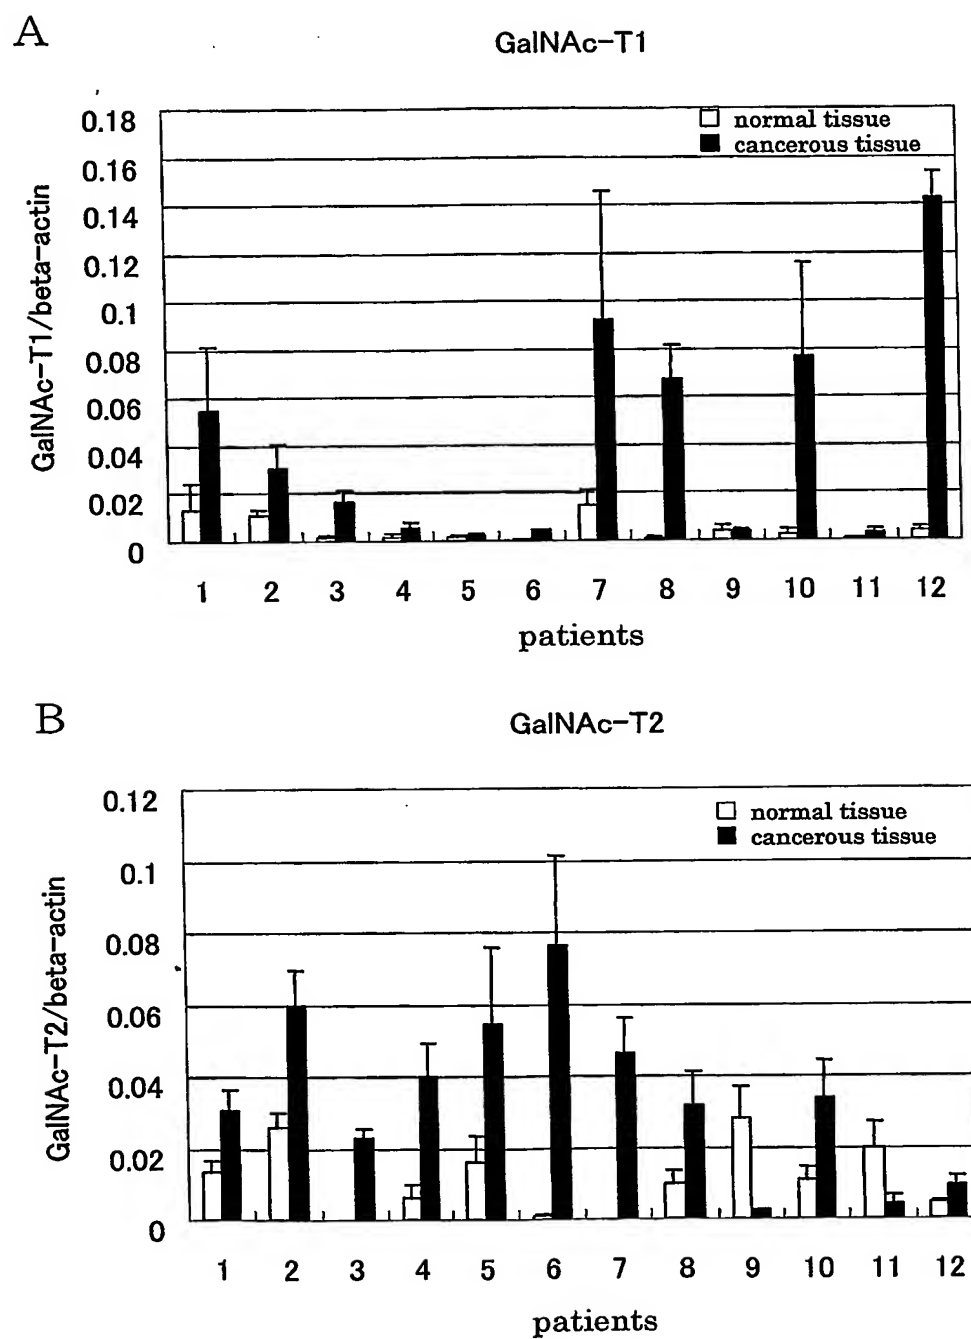 A
GalNAc-T1
normal tissue
cancerous tissue
GalNAc-T1/beta-actin
0.18
0.16
0.14
0.12
0.1
0.08
0.06
0.04
0.02
0
1 2 3 4 5 6 7 8 9 10 11 12
patients
B
GalNAc-T2
normal tissue
cancerous tissue
GalNAc-T2/beta-actin
0.12
0.1
0.08
0.06
0.04
0.02
0
1 2 3 4 5 6 7 8 9 10 11 12
patients